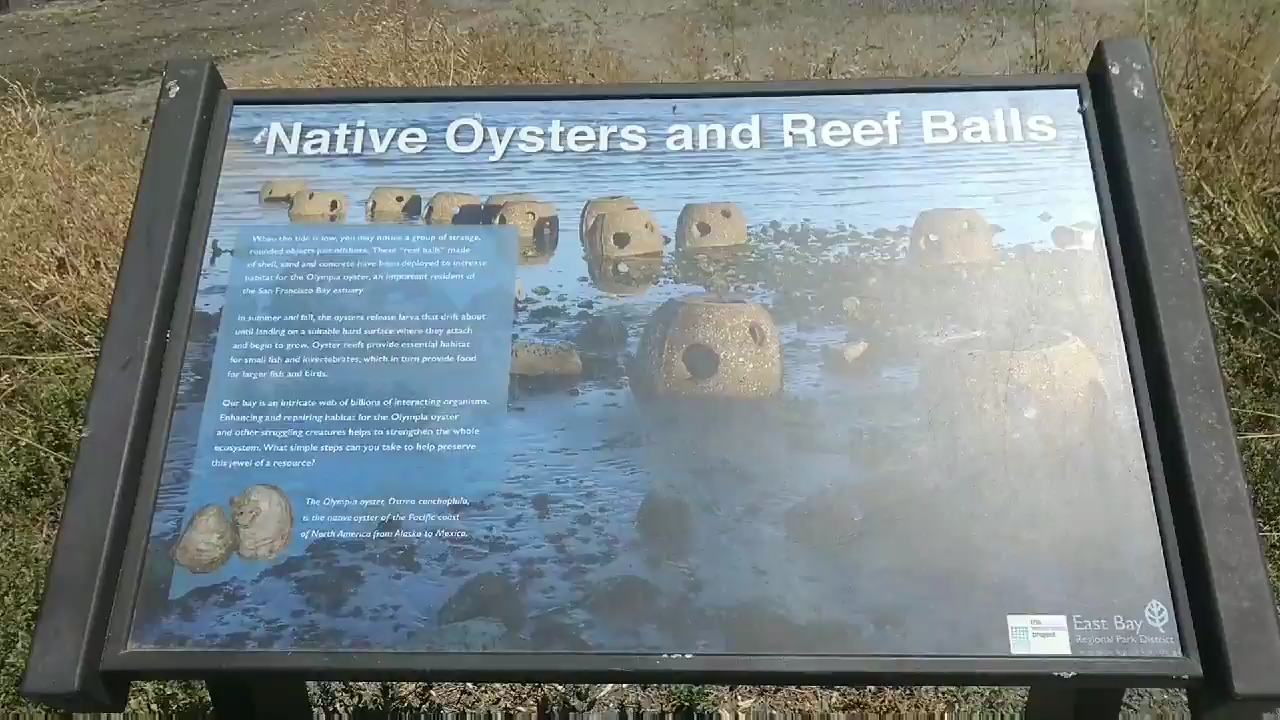 Native Oysters and Reef Balls
When the tide is low, you may notice a group of strange,
rounded objects just offshore. These "reef balls" made
of shell, sand and concrete have been deployed to increase
habitat for the Olympia oyster, an important resident of
the San Francisco Bay estuary.
In summer and fall, the oysters release larva that drift about
until landing on a suitable hard surface where they attach
and begin to grow. Oyster reefs provide essential habitat
for small fish and invertebrates, which in turn provide food
for larger fish and birds.
Our bay is an intricate web of billions of interacting organisms.
Enhancing and repairing habitat for the Olympia oyster
and other struggling creatures helps to strengthen the whole
ecosystem. What simple steps can you take to help preserve
this jewel of a resource?
The Olympia oyster, Ostrea conchaphila,
is the native oyster of the Pacific coast
of North America from Alaska to Mexico.
the
project
East Bay
Regional Park District